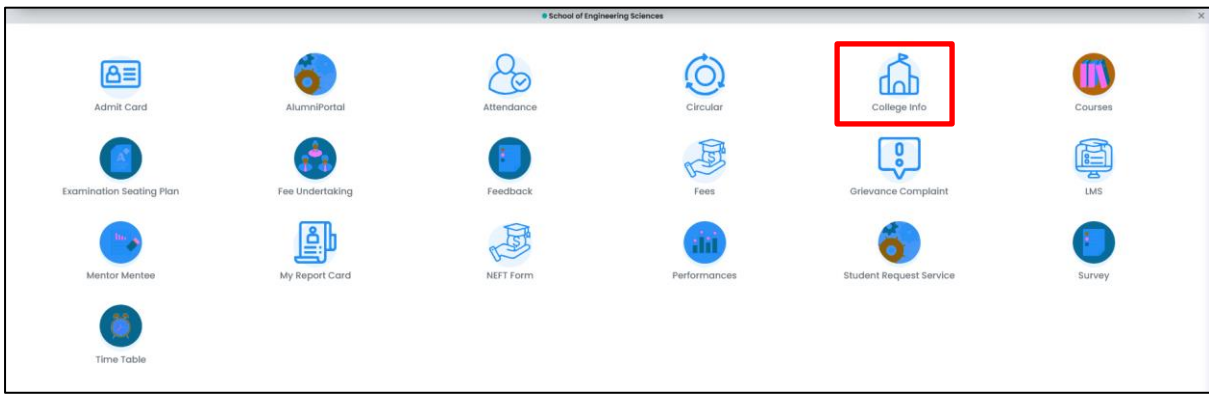 School of Engineering Sciences
Admit Card
AlumniPortal
Attendance
Circular
College Info
Courses
Examination Seating Plan
Fee Undertaking
Feedback
Fees
Grievance Complaint
LMS
Mentor Mentee
My Report Card
NEFT Form
Performances
Student Request Service
Survey
Time Table